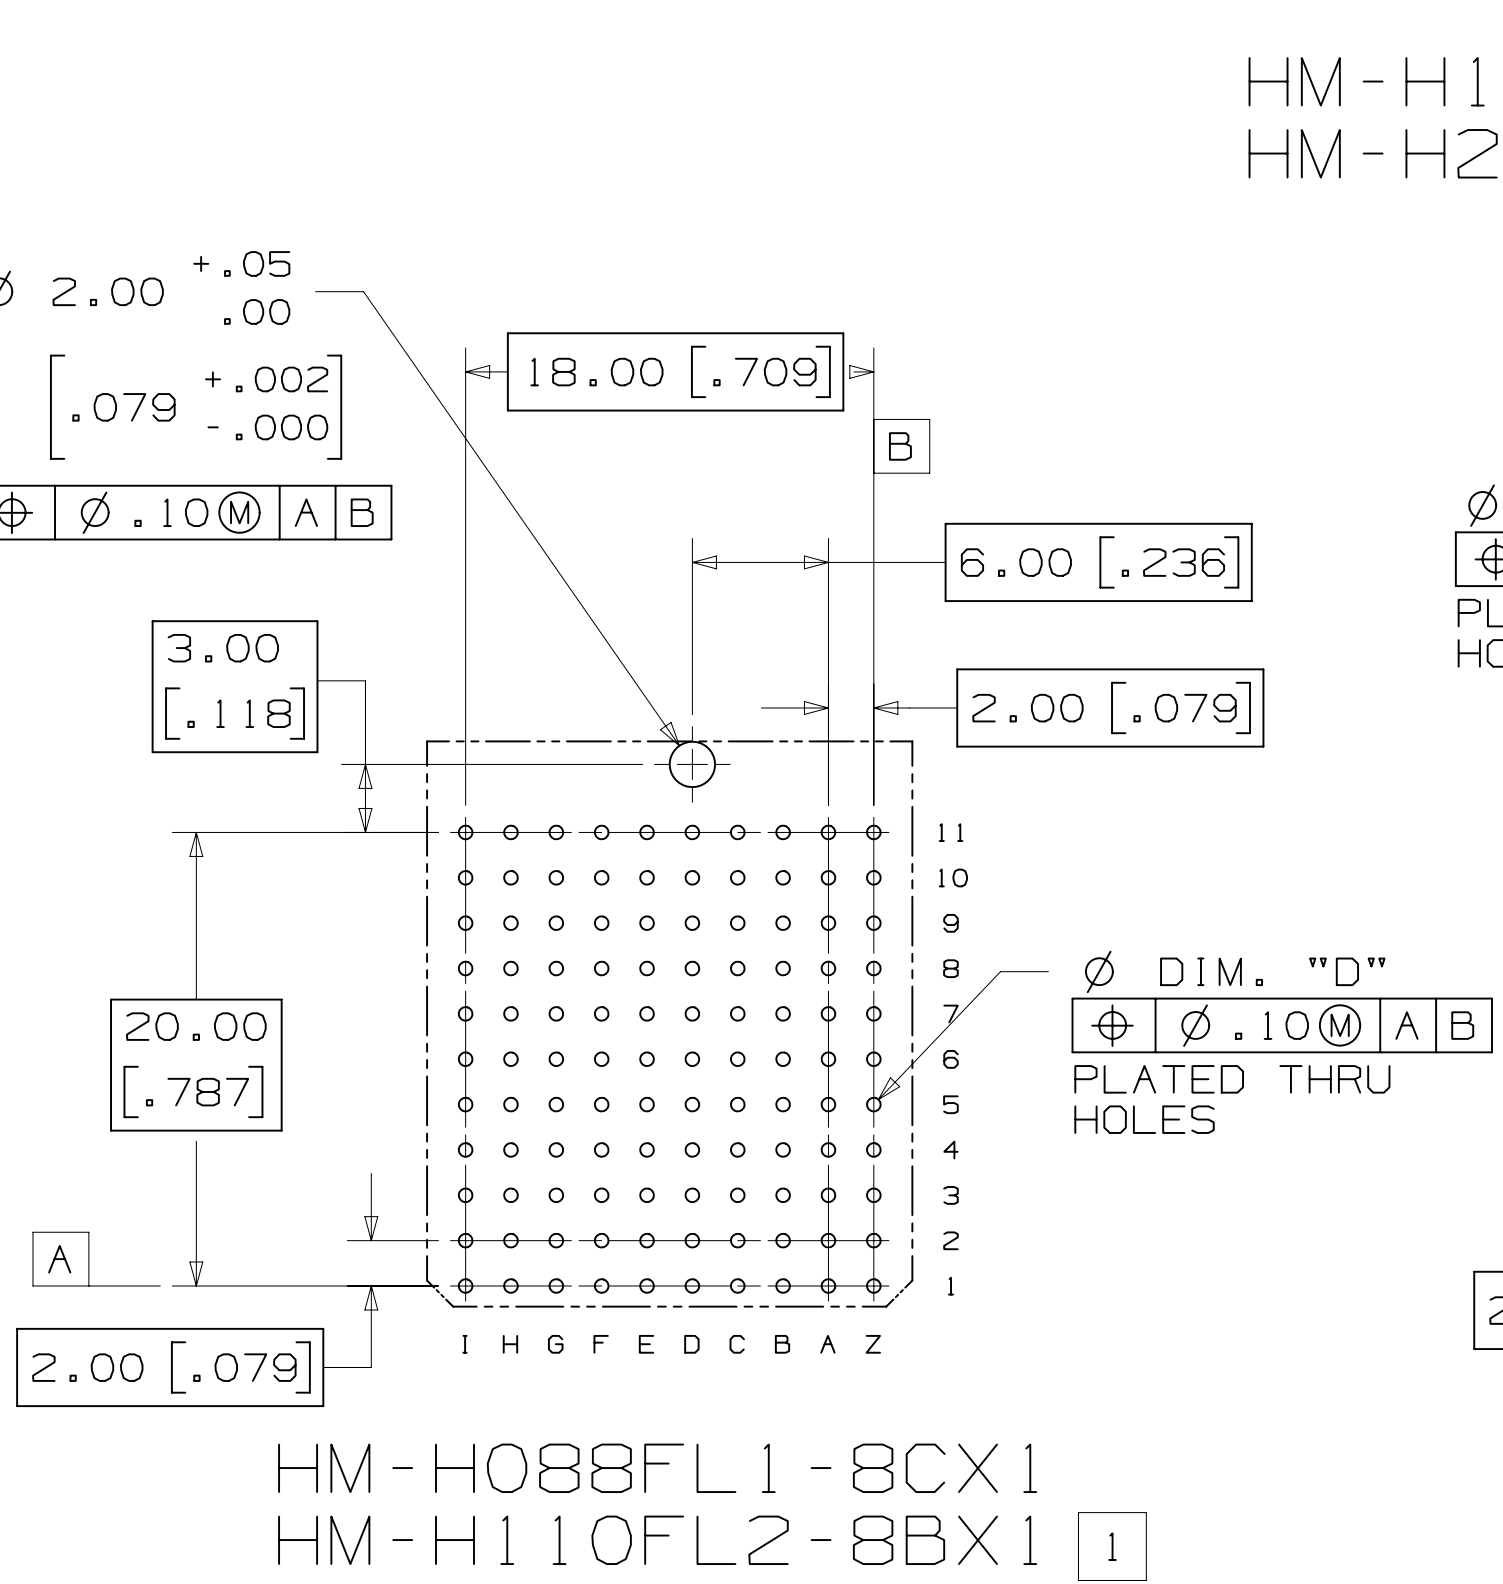 HM-H1
HM-H2
Ø 2.00 +.05
.00
[.079 +.002
-.000]
⌖ Ø .10 Ⓜ A B
18.00 [.709]
B
6.00 [.236]
2.00 [.079]
3.00
[.118]
Ø
⌖
PL
HO
11
10
9
8
7
6
5
4
3
2
1
Ø DIM. "D"
⌖ Ø .10 Ⓜ A B
PLATED THRU
HOLES
20.00
[.787]
A
2.00 [.079]
2
I H G F E D C B A Z
HM-H088FL1-8CX1
HM-H110FL2-8BX1 1